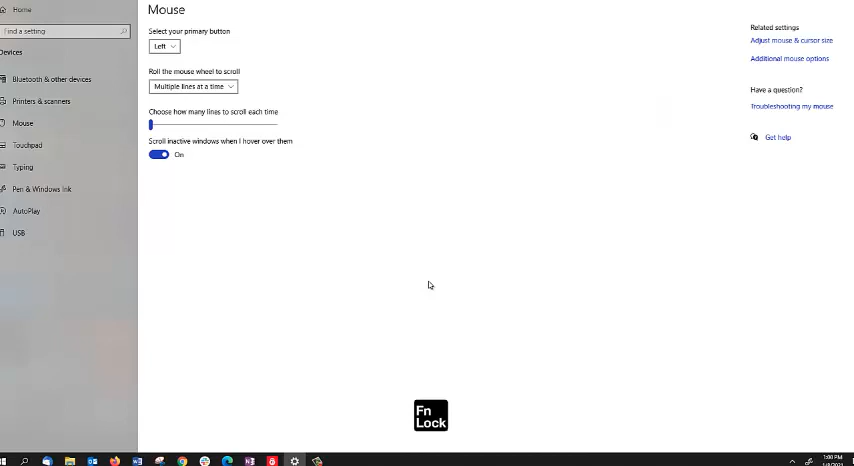 Home
Find a setting
Devices
Bluetooth & other devices
Printers & scanners
Mouse
Touchpad
Typing
Pen & Windows Ink
AutoPlay
USB
Mouse
Select your primary button
Left
Roll the mouse wheel to scroll
Multiple lines at a time
Choose how many lines to scroll each time
Scroll inactive windows when I hover over them
On
Related settings
Adjust mouse & cursor size
Additional mouse options
Have a question?
Troubleshooting my mouse
Get help
Fn
Lock
1:00 PM